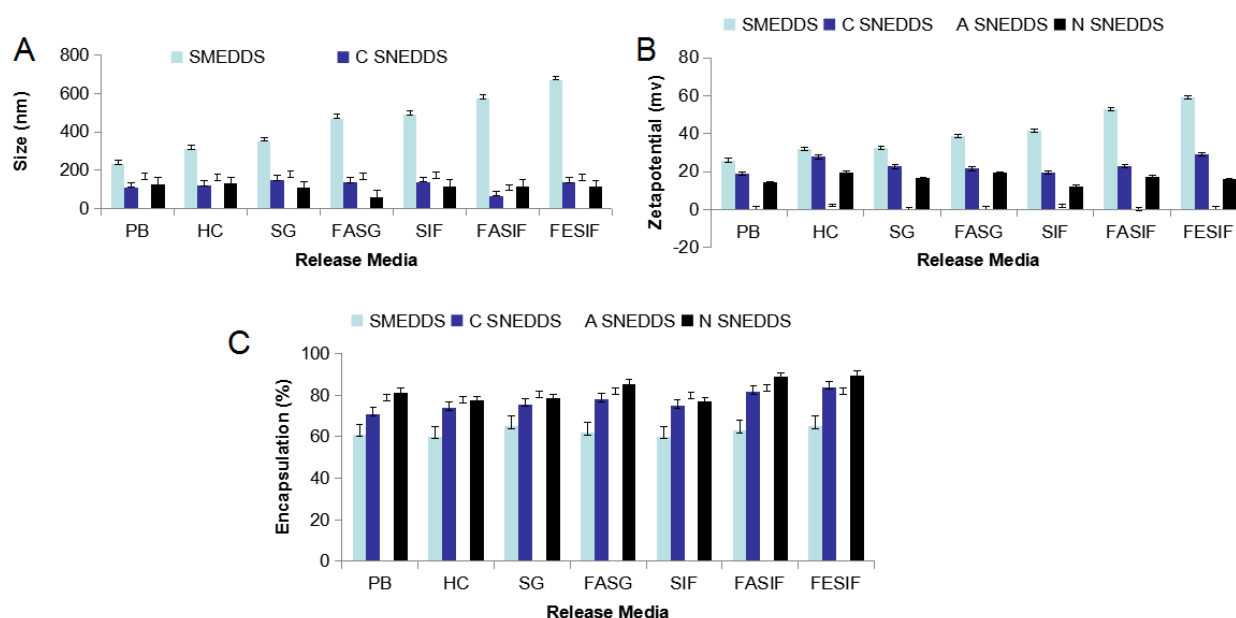 A
SMEDDS C SNEDDS
Size (nm)
800
600
400
200
0
PB HC SG FASG SIF FASIF FESIF
Release Media
B
SMEDDS C SNEDDS A SNEDDS N SNEDDS
Zetapotential (mv)
80
60
40
20
0
-20
PB HC SG FASG SIF FASIF FESIF
Release Media
C
SMEDDS C SNEDDS A SNEDDS N SNEDDS
Encapsulation (%)
100
80
60
40
20
0
PB HC SG FASG SIF FASIF FESIF
Release Media